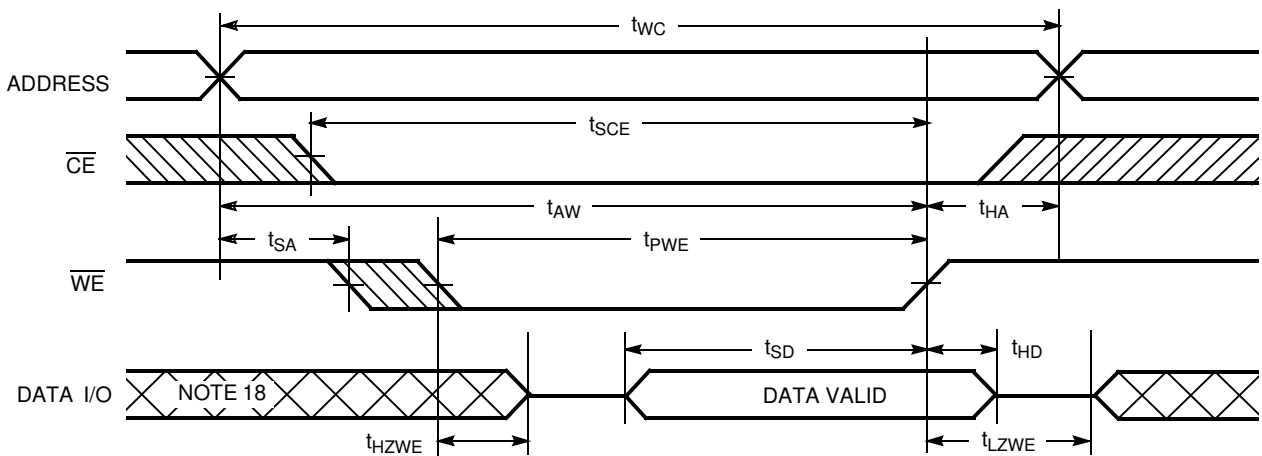 tWC
ADDRESS
tSCE
CE
tAW
tHA
tSA
tPWE
WE
tSD
tHD
DATA I/O
NOTE 18
DATA VALID
tHZWE
tLZWE